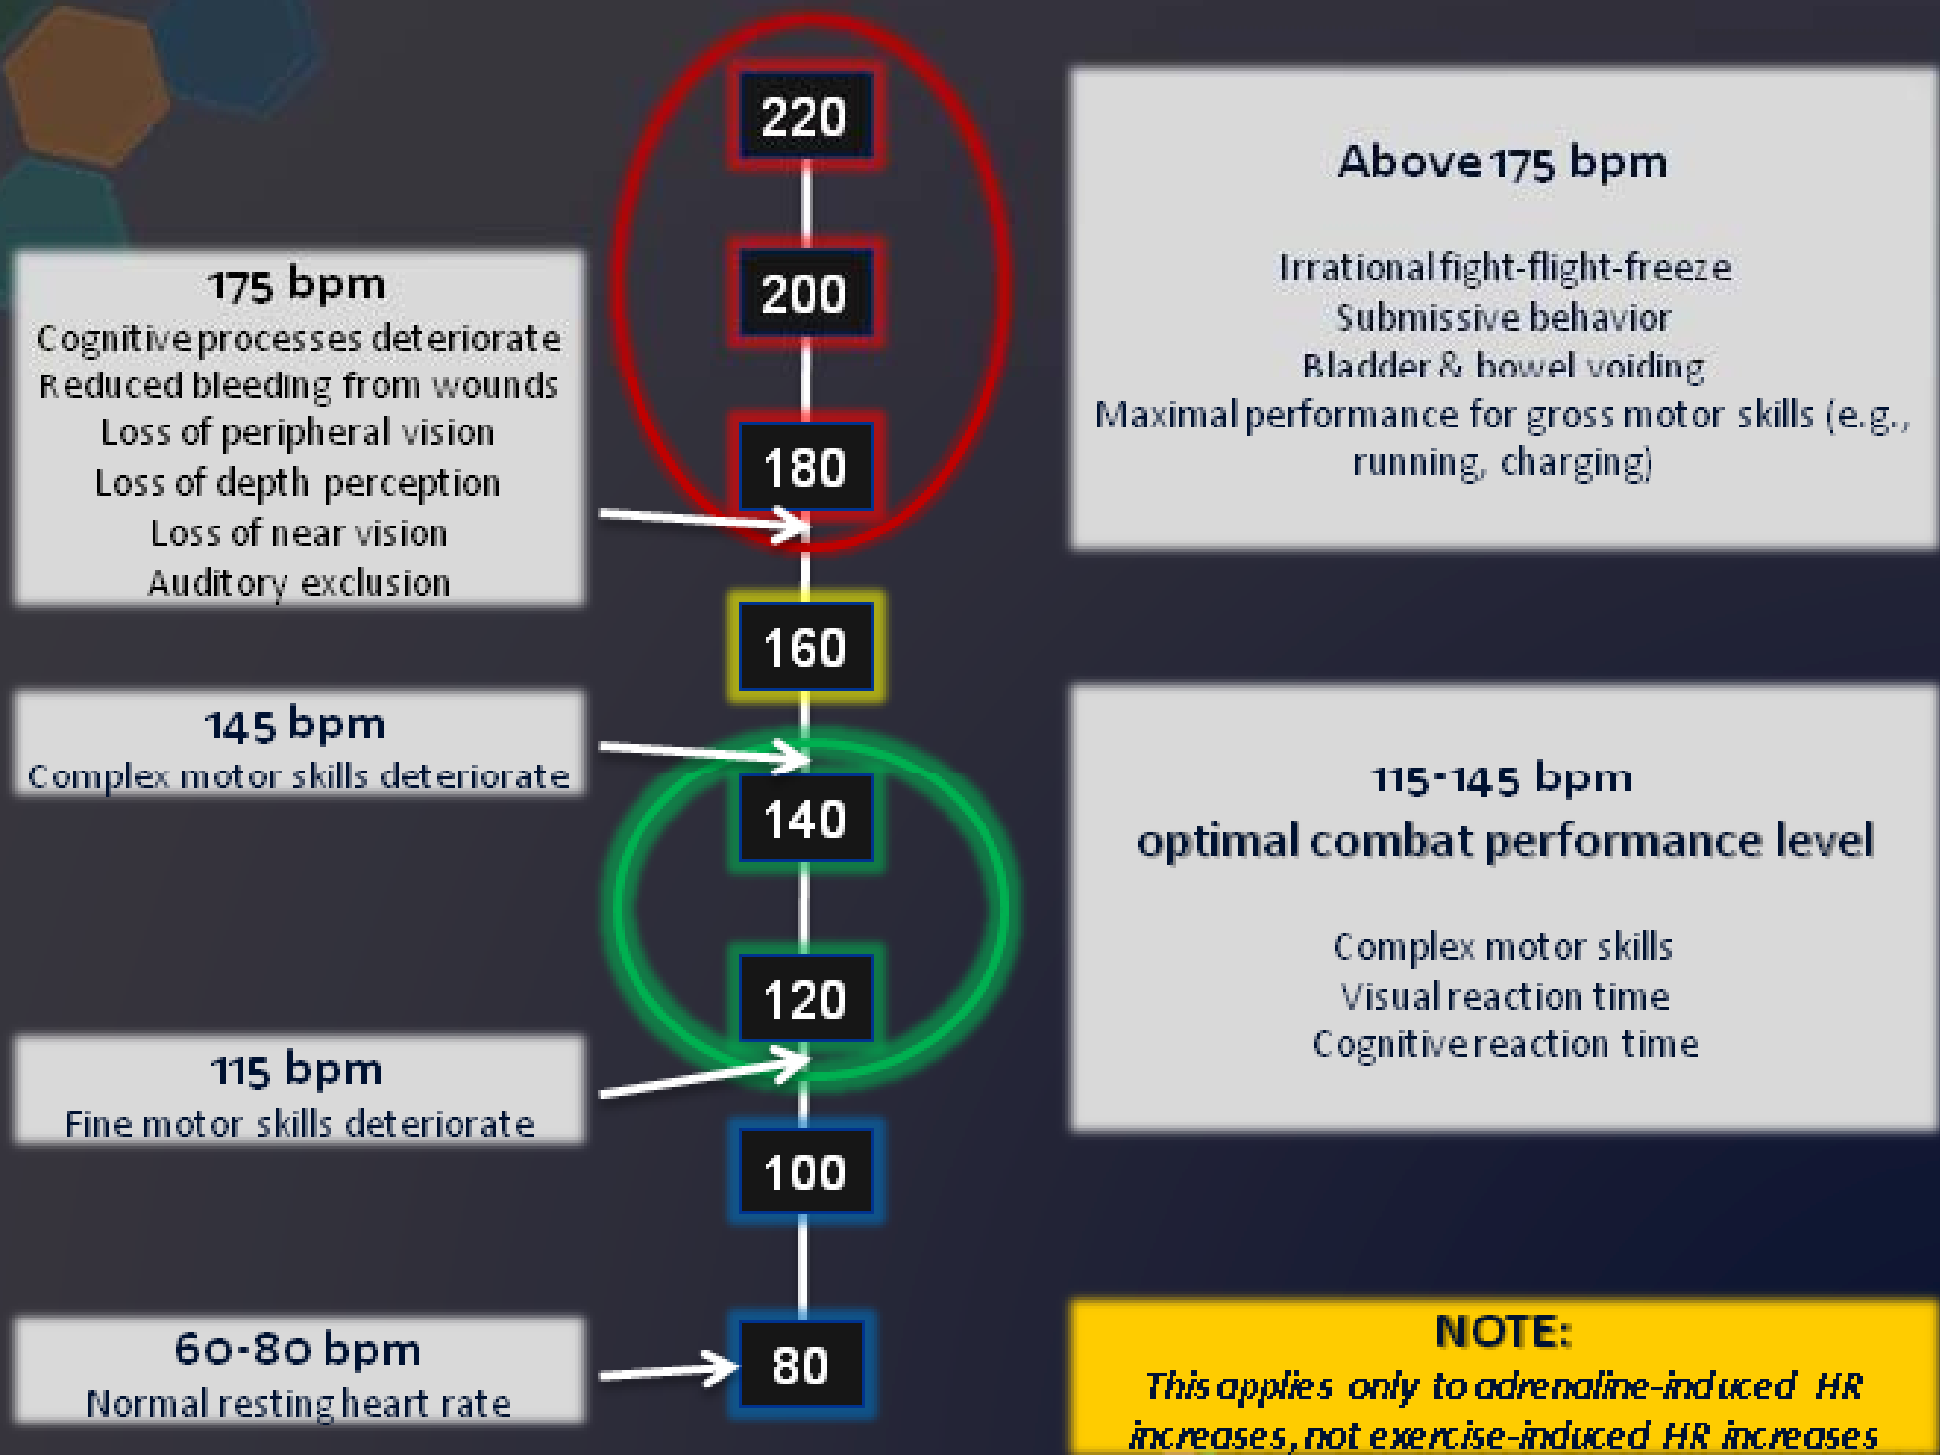 220
200
180
160
140
120
100
80
175 bpm
Cognitive processes deteriorate
Reduced bleeding from wounds
Loss of peripheral vision
Loss of depth perception
Loss of near vision
Auditory exclusion
145 bpm
Complex motor skills deteriorate
115 bpm
Fine motor skills deteriorate
60-80 bpm
Normal resting heart rate
Above 175 bpm
Irrational fight-flight-freeze
Submissive behavior
Bladder & bowel voiding
Maximal performance for gross motor skills (e.g.,
running, charging)
115-145 bpm
optimal combat performance level
Complex motor skills
Visual reaction time
Cognitive reaction time
NOTE:
This applies only to adrenaline-induced HR
increases, not exercise-induced HR increases